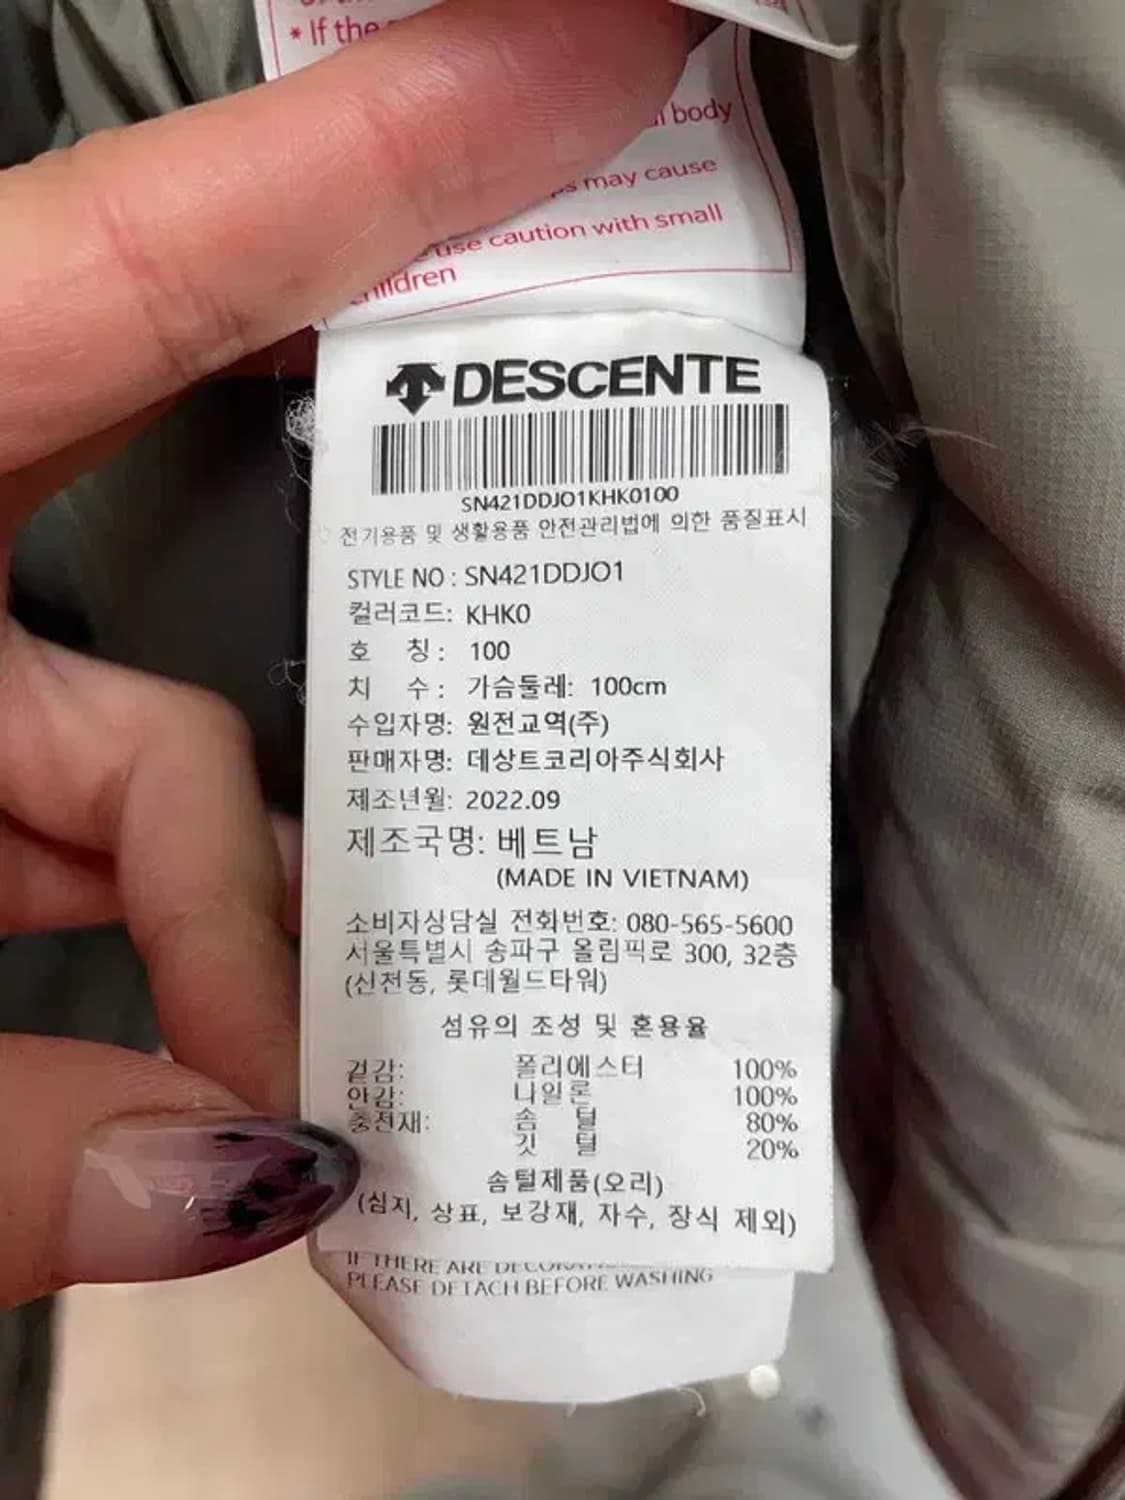 * If the
body
may cause
use caution with small
children
DESCENTE
SN421DDJO1KHK0100
전기용품 및 생활용품 안전관리법에 의한 품질표시
STYLE NO : SN421DDJO1
컬러코드: KHK0
호 칭 : 100
치 수 : 가슴둘레: 100cm
수입자명: 원전교역(주)
판매자명: 데상트코리아주식회사
제조년월: 2022.09
제조국명: 베트남
(MADE IN VIETNAM)
소비자상담실 전화번호: 080-565-5600
서울특별시 송파구 올림픽로 300, 32층
(신천동, 롯데월드타워)
섬유의 조성 및 혼용율
겉감: 폴리에스터 100%
안감: 나일론 100%
충전재: 솜 털 80%
깃 털 20%
솜털제품(오리)
(심지, 상표, 보강재, 자수, 장식 제외)
IF THERE ARE
PLEASE DETACH BEFORE WASHING